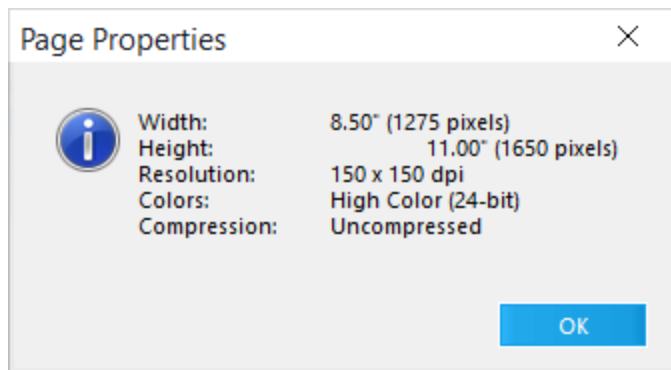 Page Properties
Width: 8.50" (1275 pixels)
Height: 11.00" (1650 pixels)
Resolution: 150 x 150 dpi
Colors: High Color (24-bit)
Compression: Uncompressed
OK